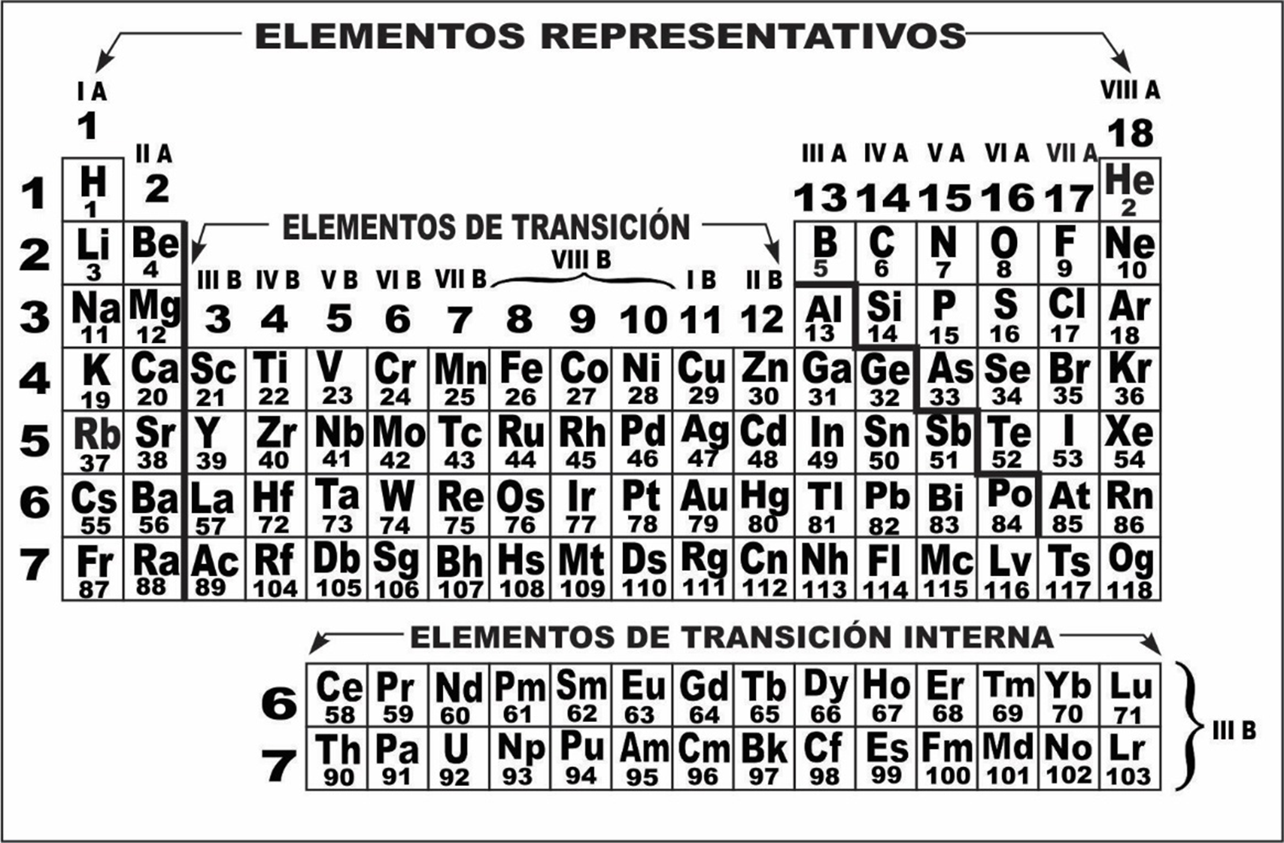 ELEMENTOS REPRESENTATIVOS
I A VIII A
1 18
II A III A IV A V A VI A VII A
2 13 14 15 16 17
1 H He
1 2
ELEMENTOS DE TRANSICIÓN
2 Li Be B C N O F Ne
3 4 5 6 7 8 9 10
III B IV B V B VI B VII B VIII B I B II B
3 4 5 6 7 8 9 10 11 12
3 Na Mg Al Si P S Cl Ar
11 12 13 14 15 16 17 18
4 K Ca Sc Ti V Cr Mn Fe Co Ni Cu Zn Ga Ge As Se Br Kr
19 20 21 22 23 24 25 26 27 28 29 30 31 32 33 34 35 36
5 Rb Sr Y Zr Nb Mo Tc Ru Rh Pd Ag Cd In Sn Sb Te I Xe
37 38 39 40 41 42 43 44 45 46 47 48 49 50 51 52 53 54
6 Cs Ba La Hf Ta W Re Os Ir Pt Au Hg Tl Pb Bi Po At Rn
55 56 57 72 73 74 75 76 77 78 79 80 81 82 83 84 85 86
7 Fr Ra Ac Rf Db Sg Bh Hs Mt Ds Rg Cn Nh Fl Mc Lv Ts Og
87 88 89 104 105 106 107 108 109 110 111 112 113 114 115 116 117 118
ELEMENTOS DE TRANSICIÓN INTERNA
6 Ce Pr Nd Pm Sm Eu Gd Tb Dy Ho Er Tm Yb Lu
58 59 60 61 62 63 64 65 66 67 68 69 70 71
III B
7 Th Pa U Np Pu Am Cm Bk Cf Es Fm Md No Lr
90 91 92 93 94 95 96 97 98 99 100 101 102 103